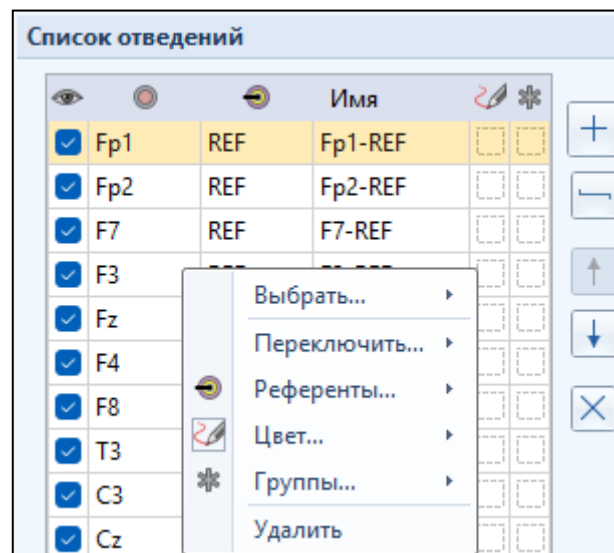 Список отведений
Имя
Fp1 REF Fp1-REF
Fp2 REF Fp2-REF
F7 REF F7-REF
F3
Fz
F4
F8
T3
C3
Cz
Выбрать...
Переключить...
Референты...
Цвет...
Группы...
Удалить